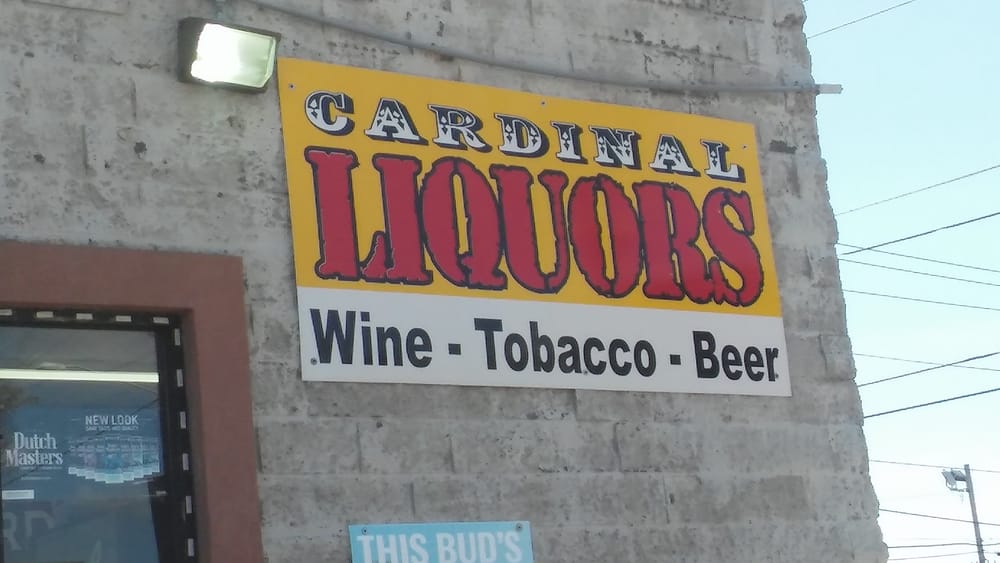 CARDINAL
LIQUORS
Wine - Tobacco - Beer
NEW LOOK
Dutch
Masters
THIS BUD'S